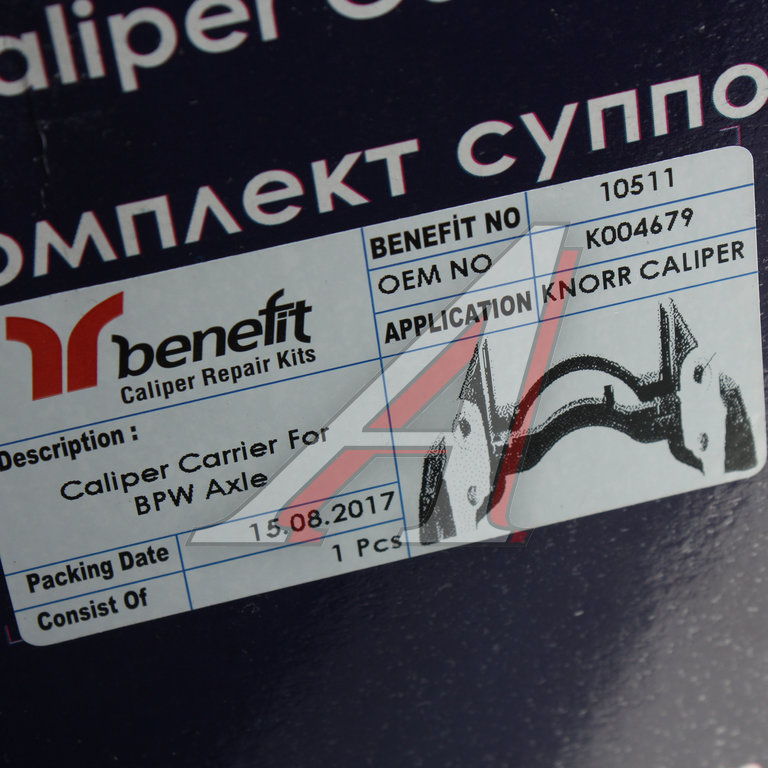 aliper
омплект суппо
benefit
Caliper Repair Kits
BENEFİT NO 10511
OEM NO K004679
APPLICATION KNORR CALIPER
Description :
Caliper Carrier For
BPW Axle
Packing Date 15.08.2017
Consist Of 1 Pcs